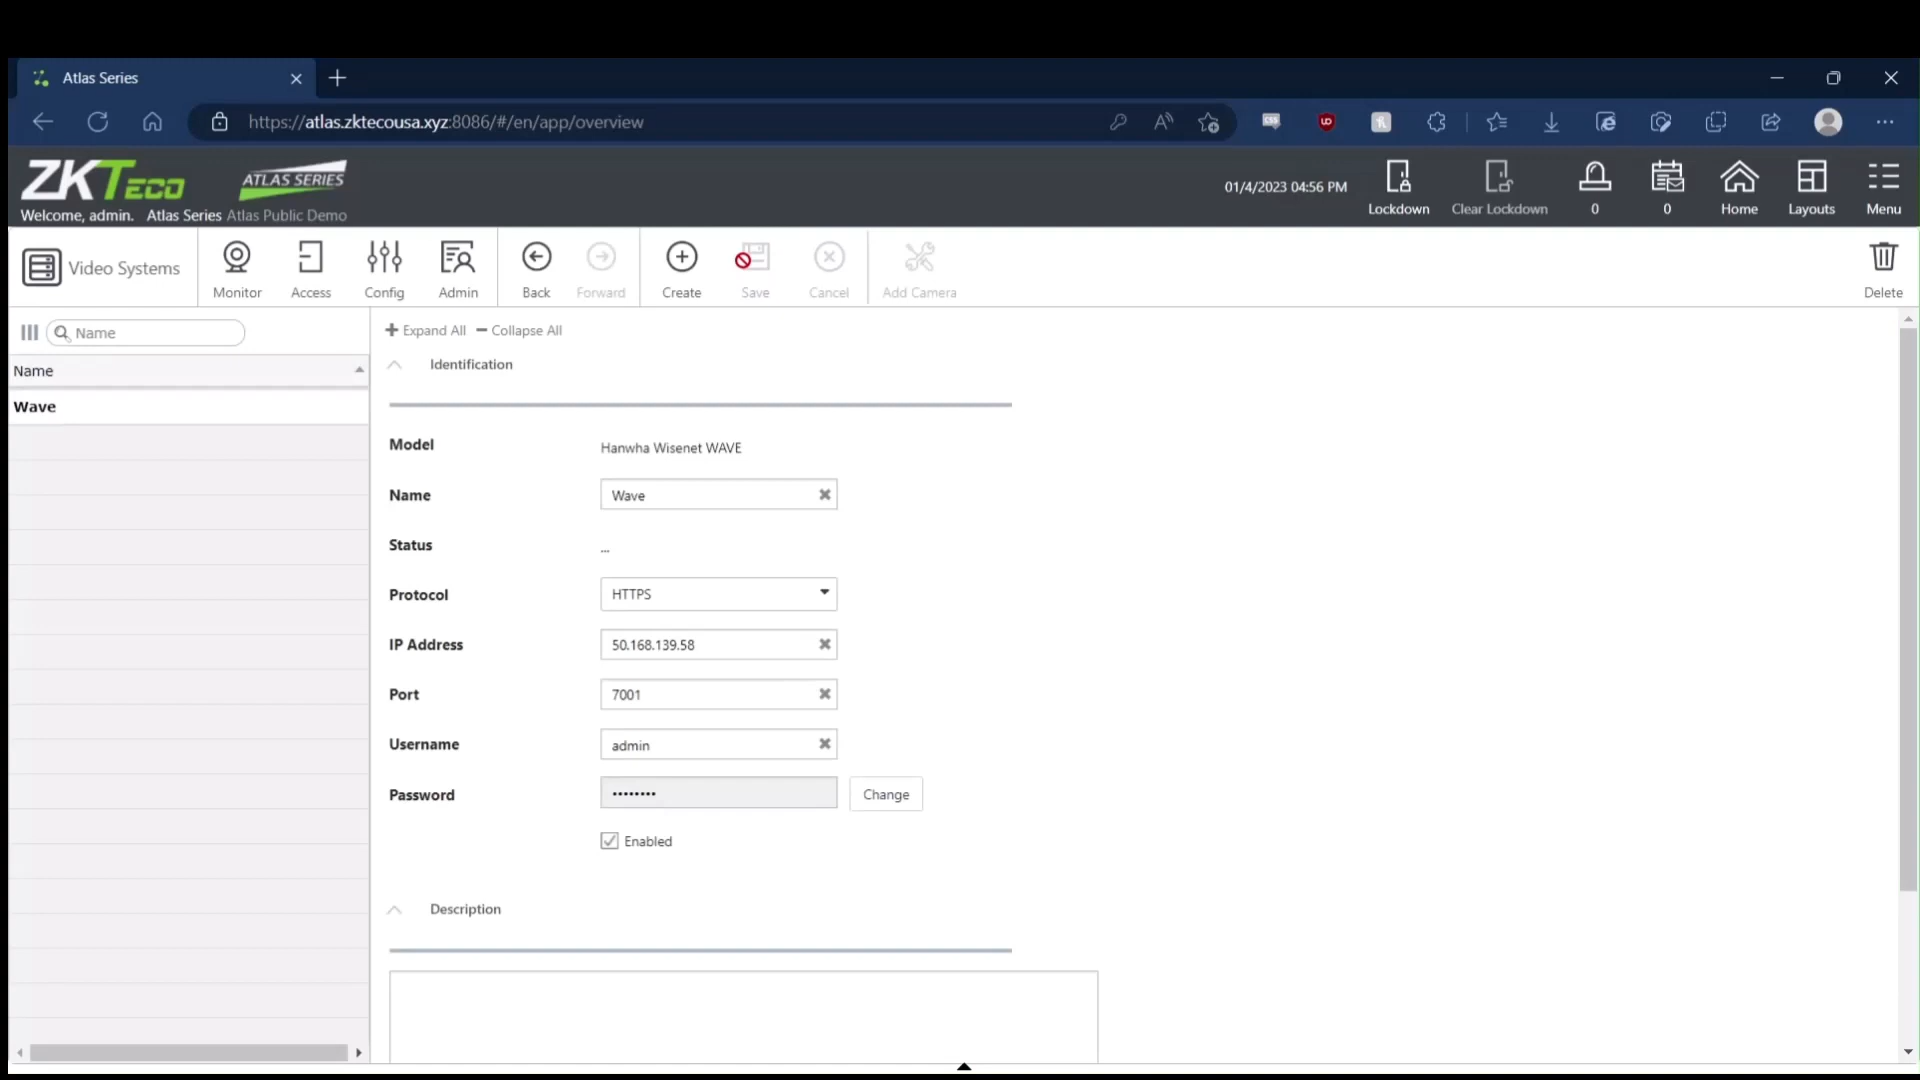 Atlas Series
https://atlas.zktecousa.xyz:8086/#/en/app/overview
ZKTECO ATLAS SERIES
Welcome, admin. Atlas Series Atlas Public Demo
01/4/2023 04:56 PM
Lockdown
Clear Lockdown
0
0
Home
Layouts
Menu
Video Systems
Monitor
Access
Config
Admin
Back
Forward
Create
Save
Cancel
Add Camera
Delete
Name
Expand All
Collapse All
Name
Wave
Identification
Model
Hanwha Wisenet WAVE
Name
Wave
Status
...
Protocol
HTTPS
IP Address
50.168.139.58
Port
7001
Username
admin
Password
••••••••
Change
Enabled
Description